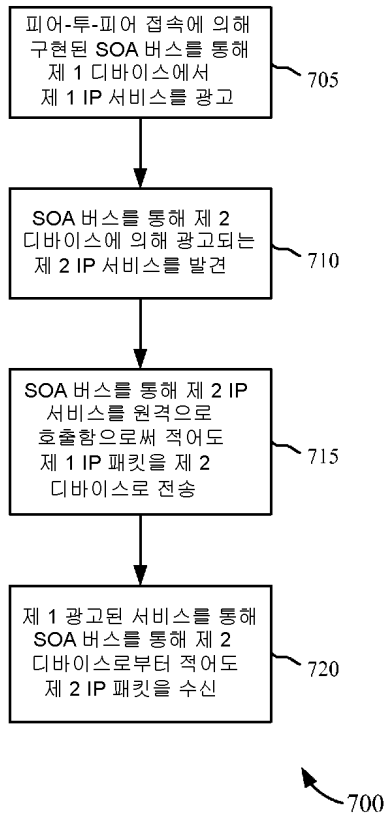 피어-투-피어 접속에 의해
구현된 SOA 버스를 통해
제 1 디바이스에서
제 1 IP 서비스를 광고
705
SOA 버스를 통해 제 2
디바이스에 의해 광고되는
제 2 IP 서비스를 발견
710
SOA 버스를 통해 제 2 IP
서비스를 원격으로
호출함으로써 적어도
제 1 IP 패킷을 제 2
디바이스로 전송
715
제 1 광고된 서비스를 통해
SOA 버스를 통해 제 2
디바이스로부터 적어도
제 2 IP 패킷을 수신
720
700